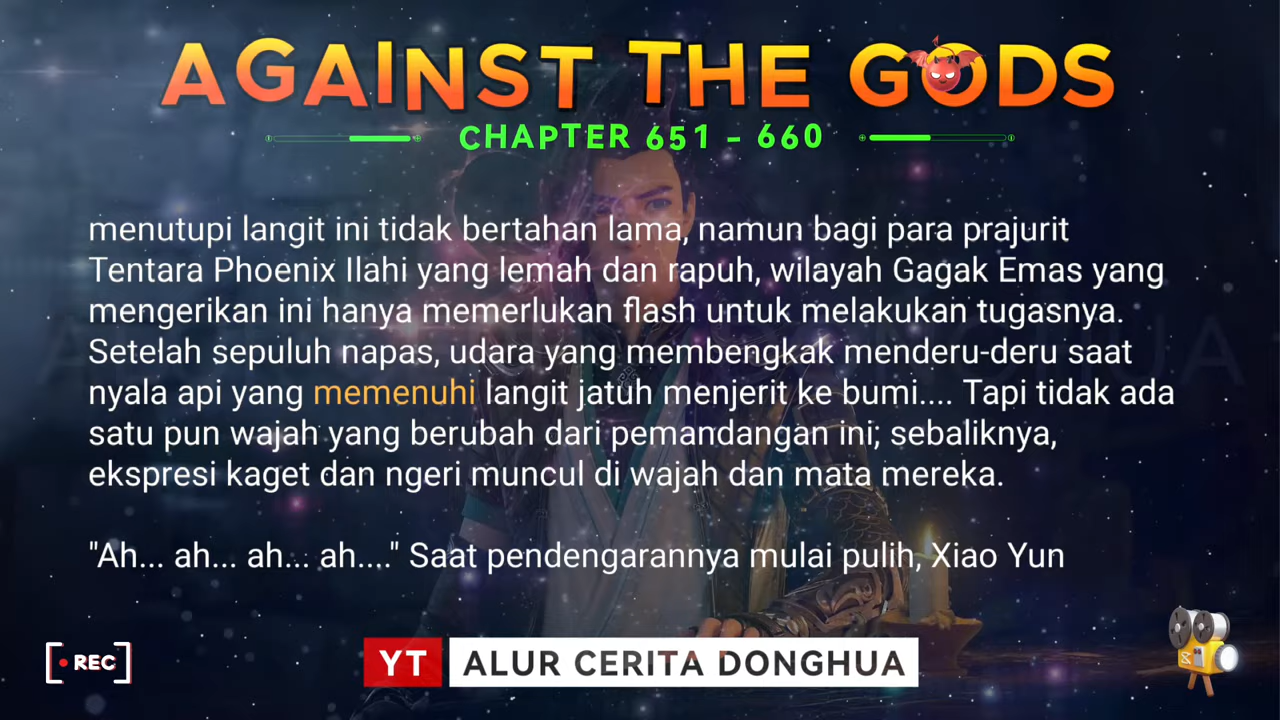 AGAINST THE GODS
CHAPTER 651 - 660
menutupi langit ini tidak bertahan lama, namun bagi para prajurit
Tentara Phoenix Ilahi yang lemah dan rapuh, wilayah Gagak Emas yang
mengerikan ini hanya memerlukan flash untuk melakukan tugasnya.
Setelah sepuluh napas, udara yang membengkak menderu-deru saat
nyala api yang memenuhi langit jatuh menjerit ke bumi.... Tapi tidak ada
satu pun wajah yang berubah dari pemandangan ini; sebaliknya,
ekspresi kaget dan ngeri muncul di wajah dan mata mereka.
"Ah... ah... ah... ah...." Saat pendengarannya mulai pulih, Xiao Yun
REC
YT ALUR CERITA DONGHUA